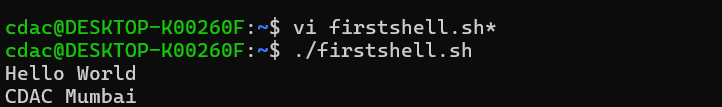 cdac@DESKTOP-K00260F:~$ vi firstshell.sh*
cdac@DESKTOP-K00260F:~$ ./firstshell.sh
Hello World
CDAC Mumbai